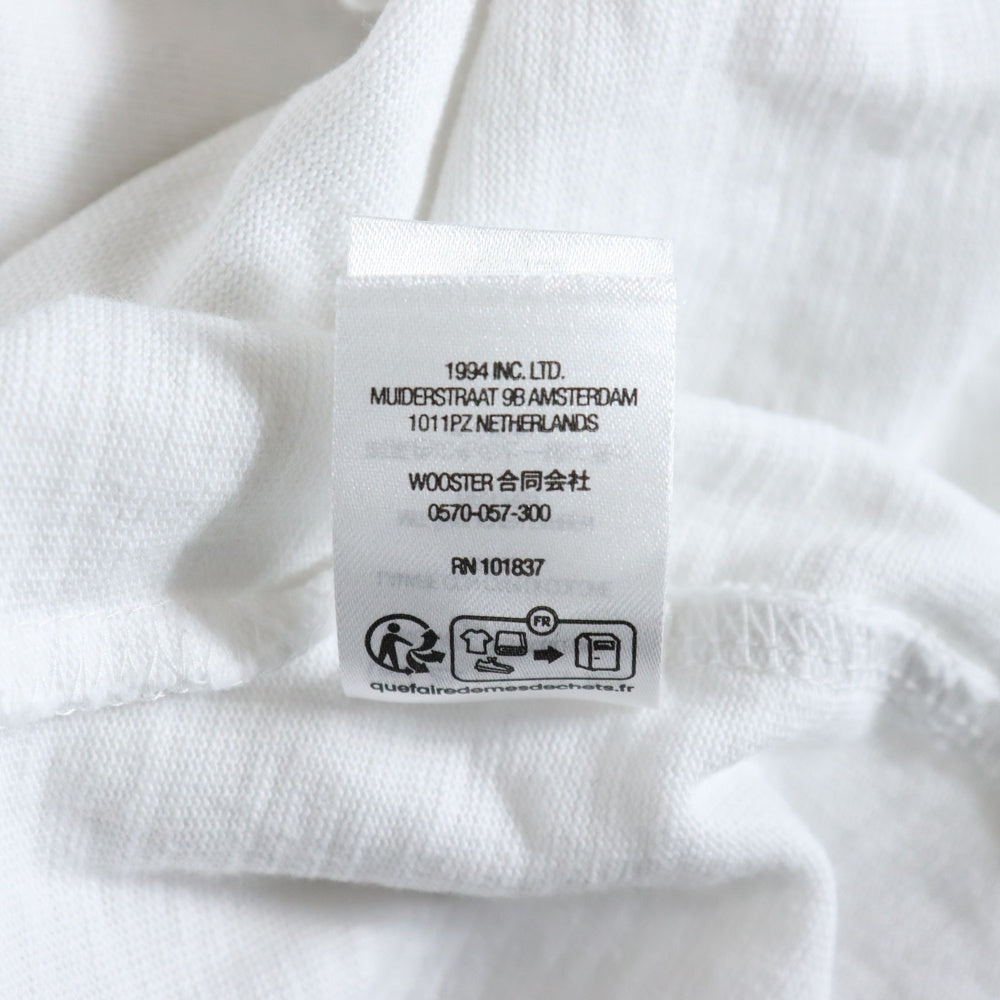 1994 INC. LTD.
MUIDERSTRAAT 9B AMSTERDAM
1011PZ NETHERLANDS
WOOSTER 合同会社
0570-057-300
RN 101837
FR
quefairedemesdechets.fr